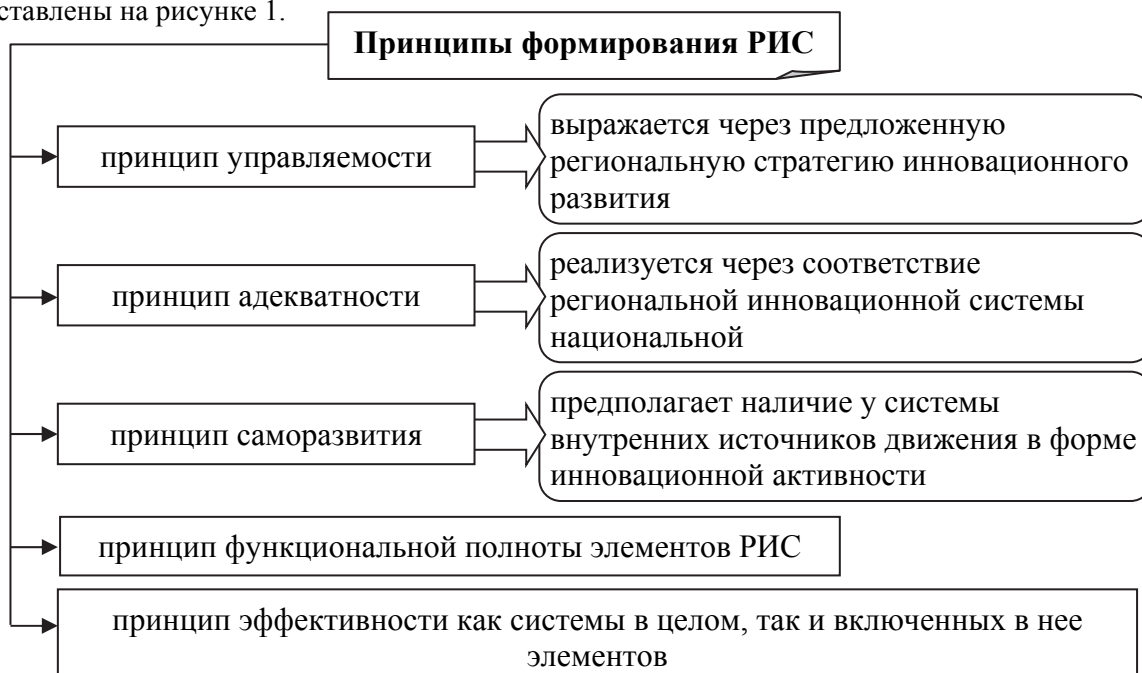 ставлены на рисунке 1.
Принципы формирования РИС
принцип управляемости
выражается через предложенную
региональную стратегию инновационного
развития
принцип адекватности
реализуется через соответствие
региональной инновационной системы
национальной
принцип саморазвития
предполагает наличие у системы
внутренних источников движения в форме
инновационной активности
принцип функциональной полноты элементов РИС
принцип эффективности как системы в целом, так и включенных в нее
элементов